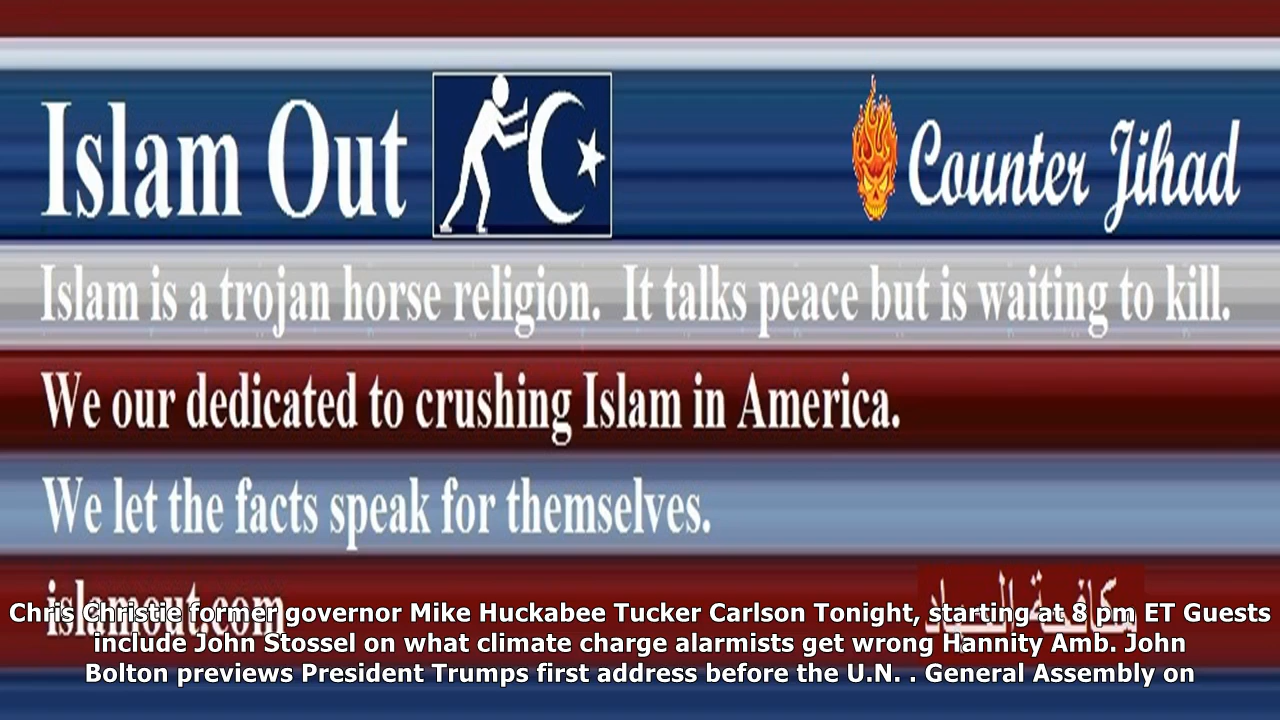 Islam Out
Counter Jihad
Islam is a trojan horse religion. It talks peace but is waiting to kill.
We our dedicated to crushing Islam in America.
We let the facts speak for themselves.
islamout.com
Chris Christie former governor Mike Huckabee Tucker Carlson Tonight, starting at 8 pm ET Guests
include John Stossel on what climate charge alarmists get wrong Hannity Amb. John
Bolton previews President Trumps first address before the U.N. . General Assembly on